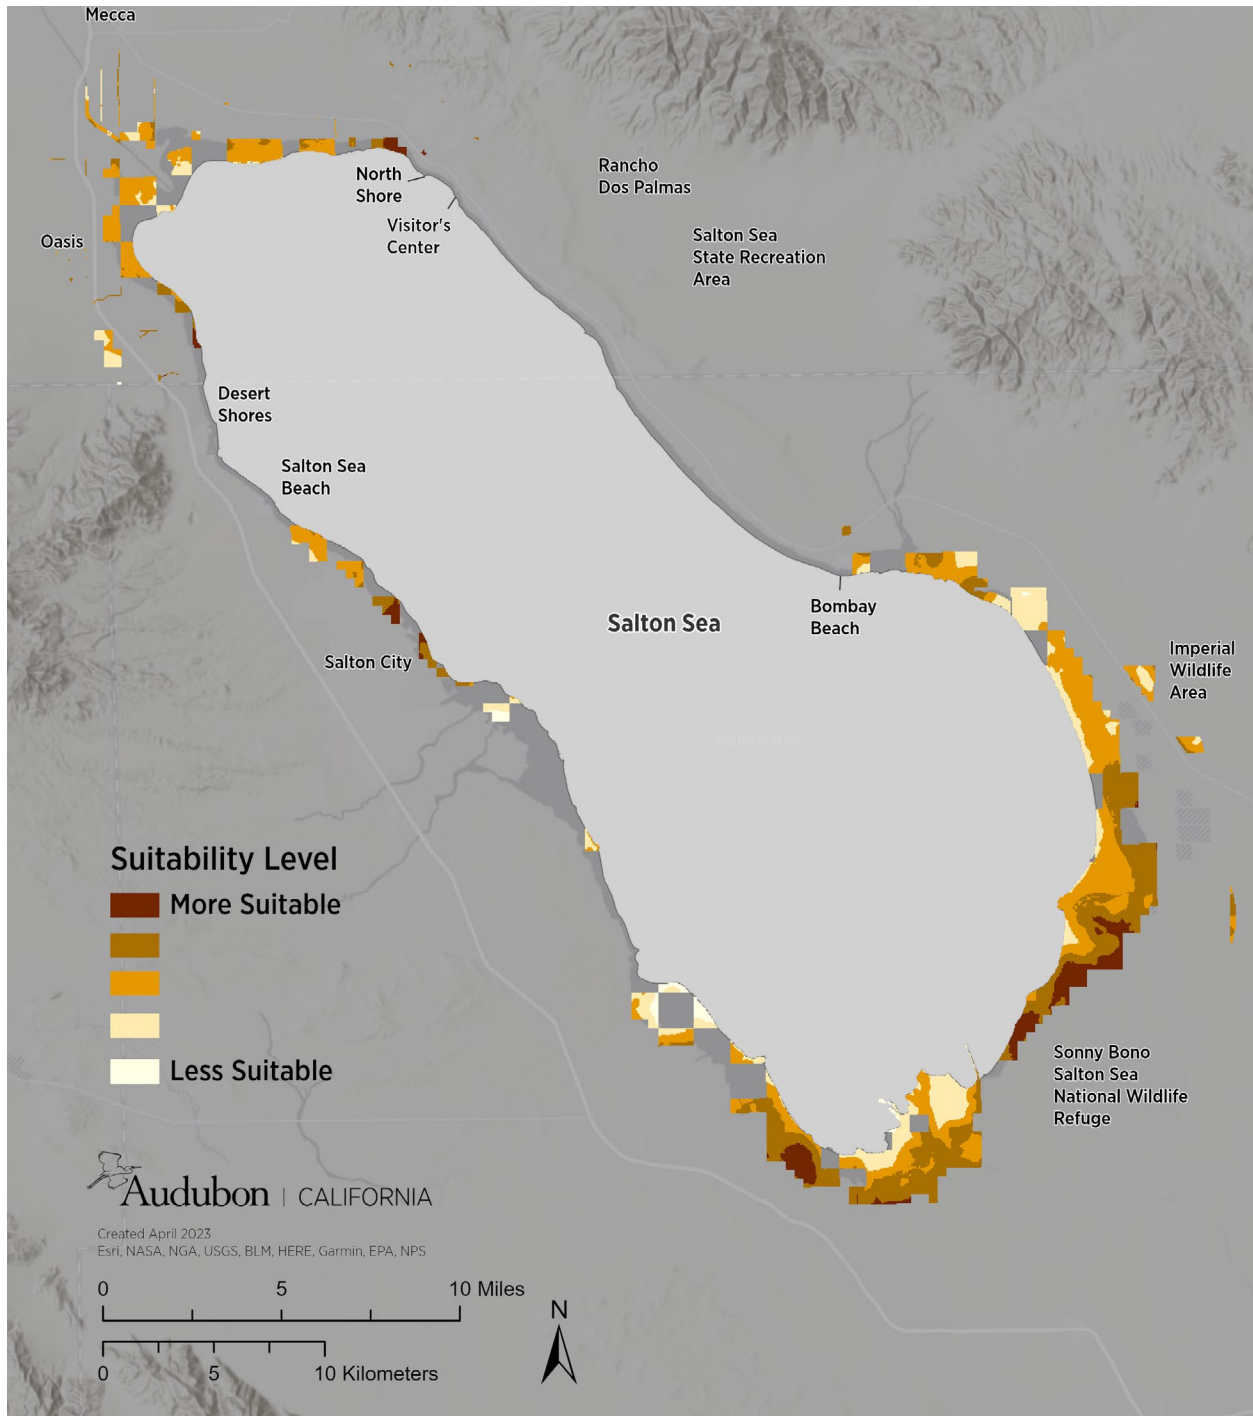 Mecca
North
Shore
Visitor's
Center
Rancho
Dos Palmas
Salton Sea
State Recreation
Area
Oasis
Desert
Shores
Salton Sea
Beach
Salton Sea
Bombay
Beach
Imperial
Wildlife
Area
Salton City
Salton Sea
Suitability Level
More Suitable
Less Suitable
Sonny Bono
Salton Sea
National Wildlife
Refuge
Audubon | CALIFORNIA
Created April 2023
Esri, NASA, NGA, USGS, BLM, HERE, Garmin, EPA, NPS
0 5 10 Miles
N
0 5 10 Kilometers